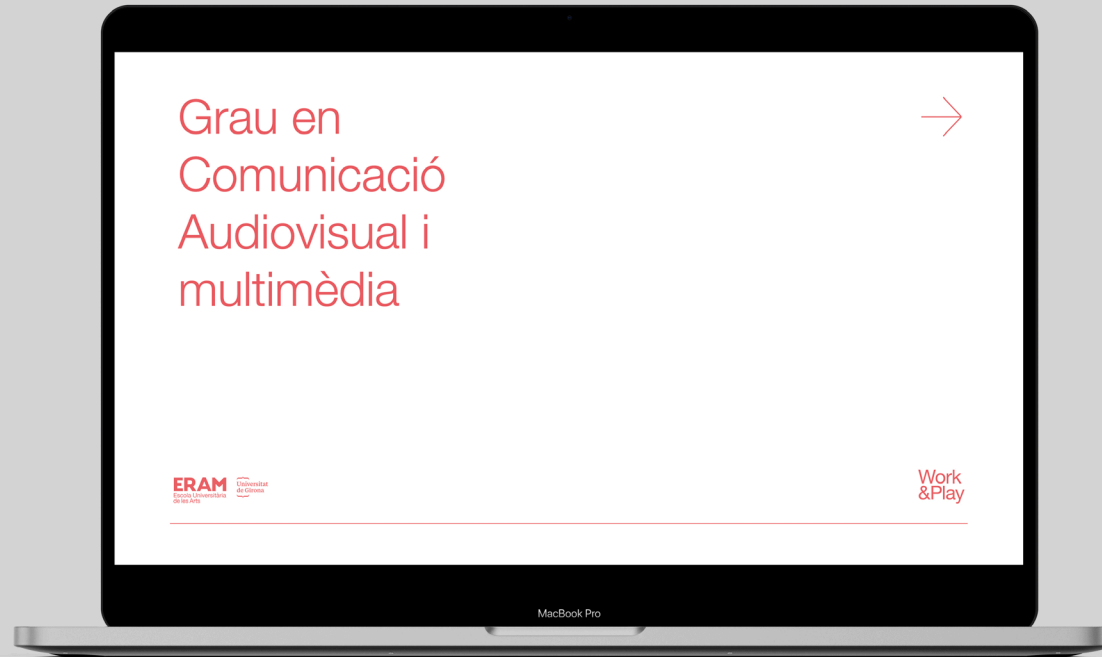 Grau en
Comunicació
Audiovisual i
multimèdia
ERAM
Escola Universitària
de les Arts
Universitat
de Girona
Work
&Play
MacBook Pro